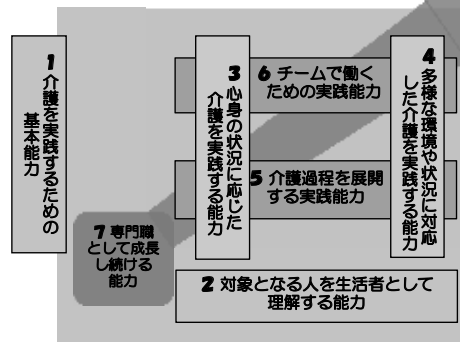 1 介護を実践するための
基本能力
3 心身の状況に応じた
介護を実践する能力
6 チームで働く
ための実践能力
4 多様な環境や状況に対応
した介護を実践する能力
5 介護過程を展開
する実践能力
7 専門職
として成長
し続ける
能力
2 対象となる人を生活者として
理解する能力